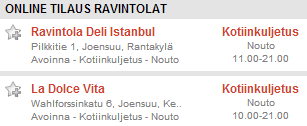 ONLINE TILAUS RAVINTOLAT
Ravintola Deli Istanbul
Kotiinkuljetus
Pilkkitie 1, Joensuu, Rantakylä
Nouto
Avoinna - Kotiinkuljetus - Nouto
11.00-21.00
La Dolce Vita
Kotiinkuljetus
Wahlforssinkatu 6, Joensuu, Ke..
Nouto
Avoinna - Kotiinkuljetus - Nouto
10.00-21.00